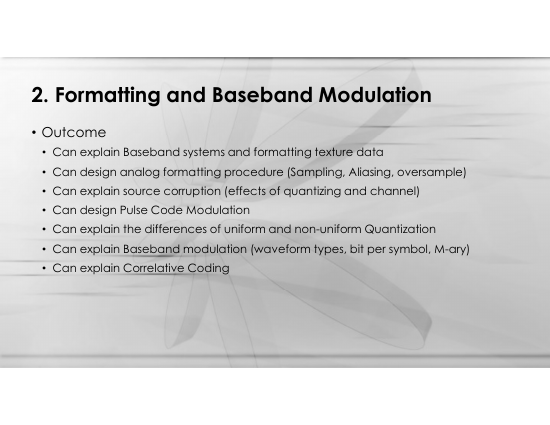 2. Formatting and Baseband Modulation
• Outcome
• Can explain Baseband systems and formatting texture data
• Can design analog formatting procedure (Sampling, Aliasing, oversample)
• Can explain source corruption (effects of quantizing and channel)
• Can design Pulse Code Modulation
• Can explain the differences of uniform and non-uniform Quantization
• Can explain Baseband modulation (waveform types, bit per symbol, M-ary)
• Can explain Correlative Coding